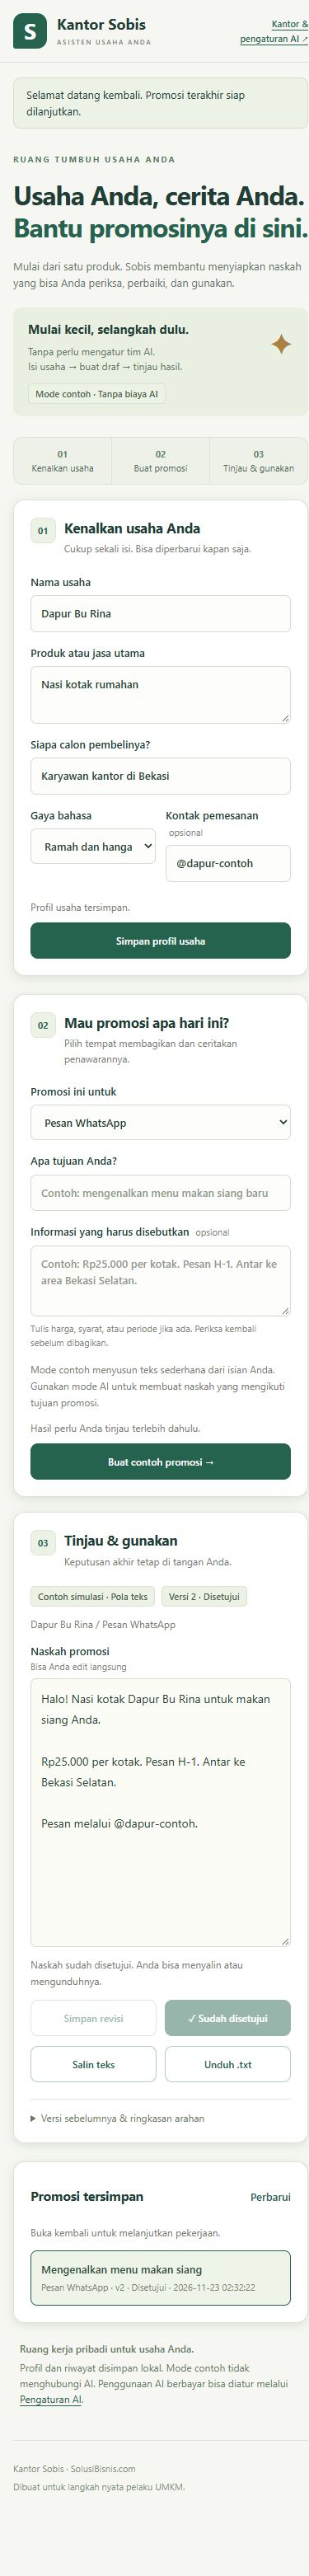 S
Kantor Sobis
ASISTEN USAHA ANDA
Kantor &
pengaturan AI ↗
Selamat datang kembali. Promosi terakhir siap
dilanjutkan.
RUANG TUMBUH USAHA ANDA
Usaha Anda, cerita Anda.
Bantu promosinya di sini.
Mulai dari satu produk. Sobis membantu menyiapkan naskah
yang bisa Anda periksa, perbaiki, dan gunakan.
Mulai kecil, selangkah dulu.
Tanpa perlu mengatur tim AI.
Isi usaha → buat draf → tinjau hasil.
Mode contoh · Tanpa biaya AI
01
Kenalkan usaha
02
Buat promosi
03
Tinjau & gunakan
01
Kenalkan usaha Anda
Cukup sekali isi. Bisa diperbarui kapan saja.
Nama usaha
Dapur Bu Rina
Produk atau jasa utama
Nasi kotak rumahan
Siapa calon pembelinya?
Karyawan kantor di Bekasi
Gaya bahasa
Ramah dan hanga
Kontak pemesanan
opsional
@dapur-contoh
Profil usaha tersimpan.
Simpan profil usaha
02
Mau promosi apa hari ini?
Pilih tempat membagikan dan ceritakan
penawarannya.
Promosi ini untuk
Pesan WhatsApp
Apa tujuan Anda?
Contoh: mengenalkan menu makan siang baru
Informasi yang harus disebutkan opsional
Contoh: Rp25.000 per kotak. Pesan H-1. Antar ke
area Bekasi Selatan.
Tulis harga, syarat, atau periode jika ada. Periksa kembali
sebelum dibagikan.
Mode contoh menyusun teks sederhana dari isian Anda.
Gunakan mode AI untuk membuat naskah yang mengikuti
tujuan promosi.
Hasil perlu Anda tinjau terlebih dahulu.
Buat contoh promosi →
03
Tinjau & gunakan
Keputusan akhir tetap di tangan Anda.
Contoh simulasi · Pola teks
Versi 2 · Disetujui
Dapur Bu Rina / Pesan WhatsApp
Naskah promosi
Bisa Anda edit langsung
Halo! Nasi kotak Dapur Bu Rina untuk makan
siang Anda.
Rp25.000 per kotak. Pesan H-1. Antar ke
Bekasi Selatan.
Pesan melalui @dapur-contoh.
Naskah sudah disetujui. Anda bisa menyalin atau
mengunduhnya.
Simpan revisi
✓ Sudah disetujui
Salin teks
Unduh .txt
▶ Versi sebelumnya & ringkasan arahan
Promosi tersimpan
Perbarui
Buka kembali untuk melanjutkan pekerjaan.
Mengenalkan menu makan siang
Pesan WhatsApp · v2 · Disetujui · 2026-11-23 02:32:22
Ruang kerja pribadi untuk usaha Anda.
Profil dan riwayat disimpan lokal. Mode contoh tidak
menghubungi AI. Penggunaan AI berbayar bisa diatur melalui
Pengaturan AI.
Kantor Sobis · SolusiBisnis.com
Dibuat untuk langkah nyata pelaku UMKM.